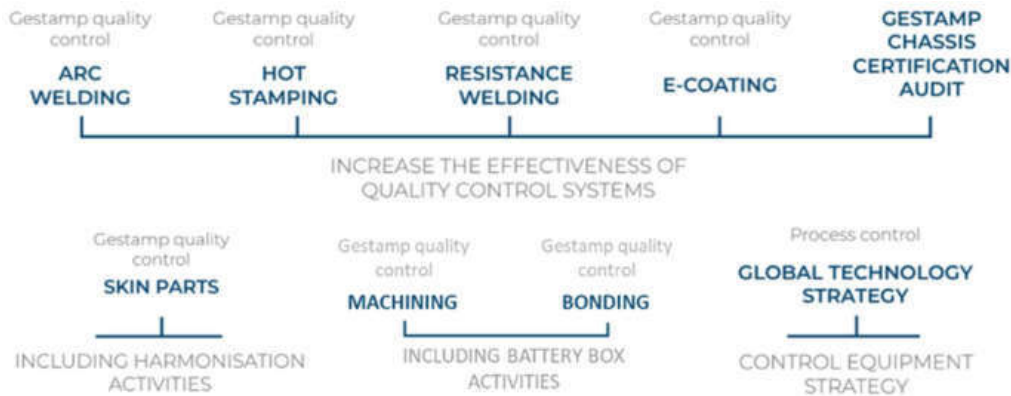 Gestamp quality
control
ARC
WELDING
Gestamp quality
control
HOT
STAMPING
Gestamp quality
control
RESISTANCE
WELDING
Gestamp quality
control
E-COATING
GESTAMP
CHASSIS
CERTIFICATION
AUDIT
INCREASE THE EFFECTIVENESS OF
QUALITY CONTROL SYSTEMS
Gestamp quality
control
SKIN PARTS
INCLUDING HARMONISATION
ACTIVITIES
Gestamp quality
control
MACHINING
Gestamp quality
control
BONDING
INCLUDING BATTERY BOX
ACTIVITIES
Process control
GLOBAL TECHNOLOGY
STRATEGY
CONTROL EQUIPMENT
STRATEGY